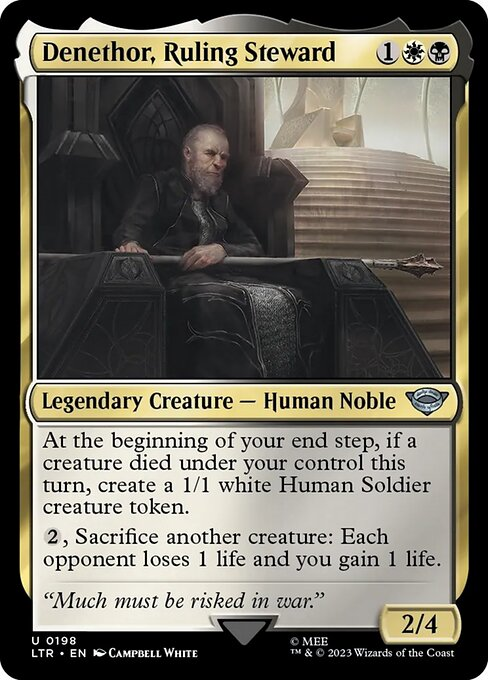 Denethor, Ruling Steward 1
Legendary Creature — Human Noble
At the beginning of your end step, if a
creature died under your control this
turn, create a 1/1 white Human Soldier
creature token.
2, Sacrifice another creature: Each
opponent loses 1 life and you gain 1 life.
“Much must be risked in war.”
2/4
U 0198
LTR • EN Campbell White
© MEE
™ & © 2023 Wizards of the Coast